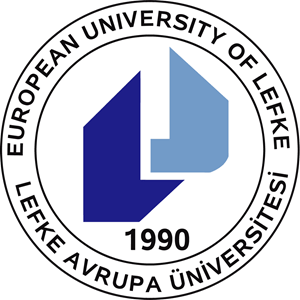 EUROPEAN UNIVERSITY OF LEFKE
1990
LEFKE AVRUPA ÜNİVERSİTESİ